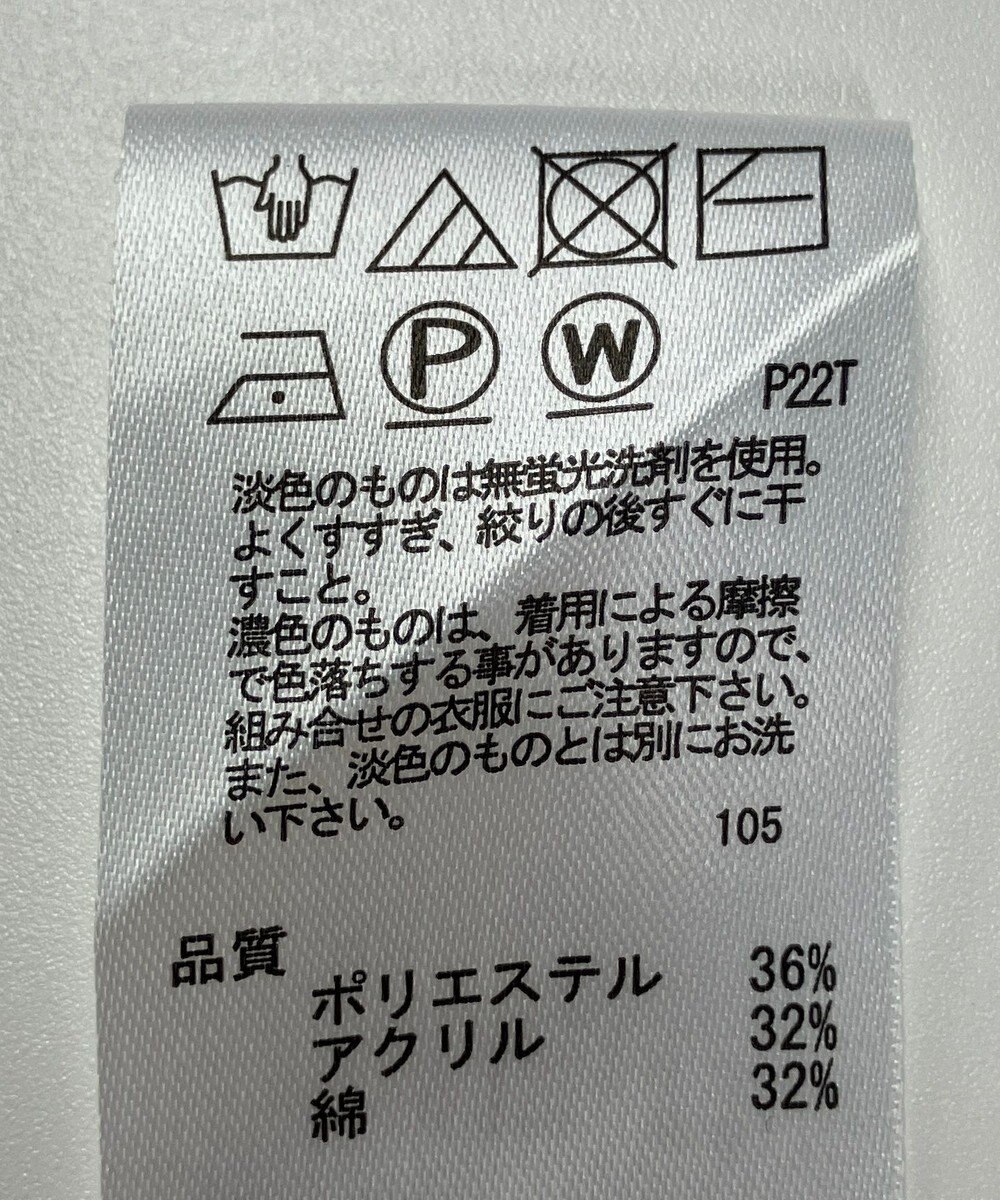 P W P22T
淡色のものは無蛍光洗剤を使用。
よくすすぎ、絞りの後すぐに干
すこと。
濃色のものは、着用による摩擦
で色落ちする事がありますので、
組み合せの衣服にご注意下さい。
また、淡色のものとは別にお洗
い下さい。 105
品質
ポリエステル 36%
アクリル 32%
綿 32%